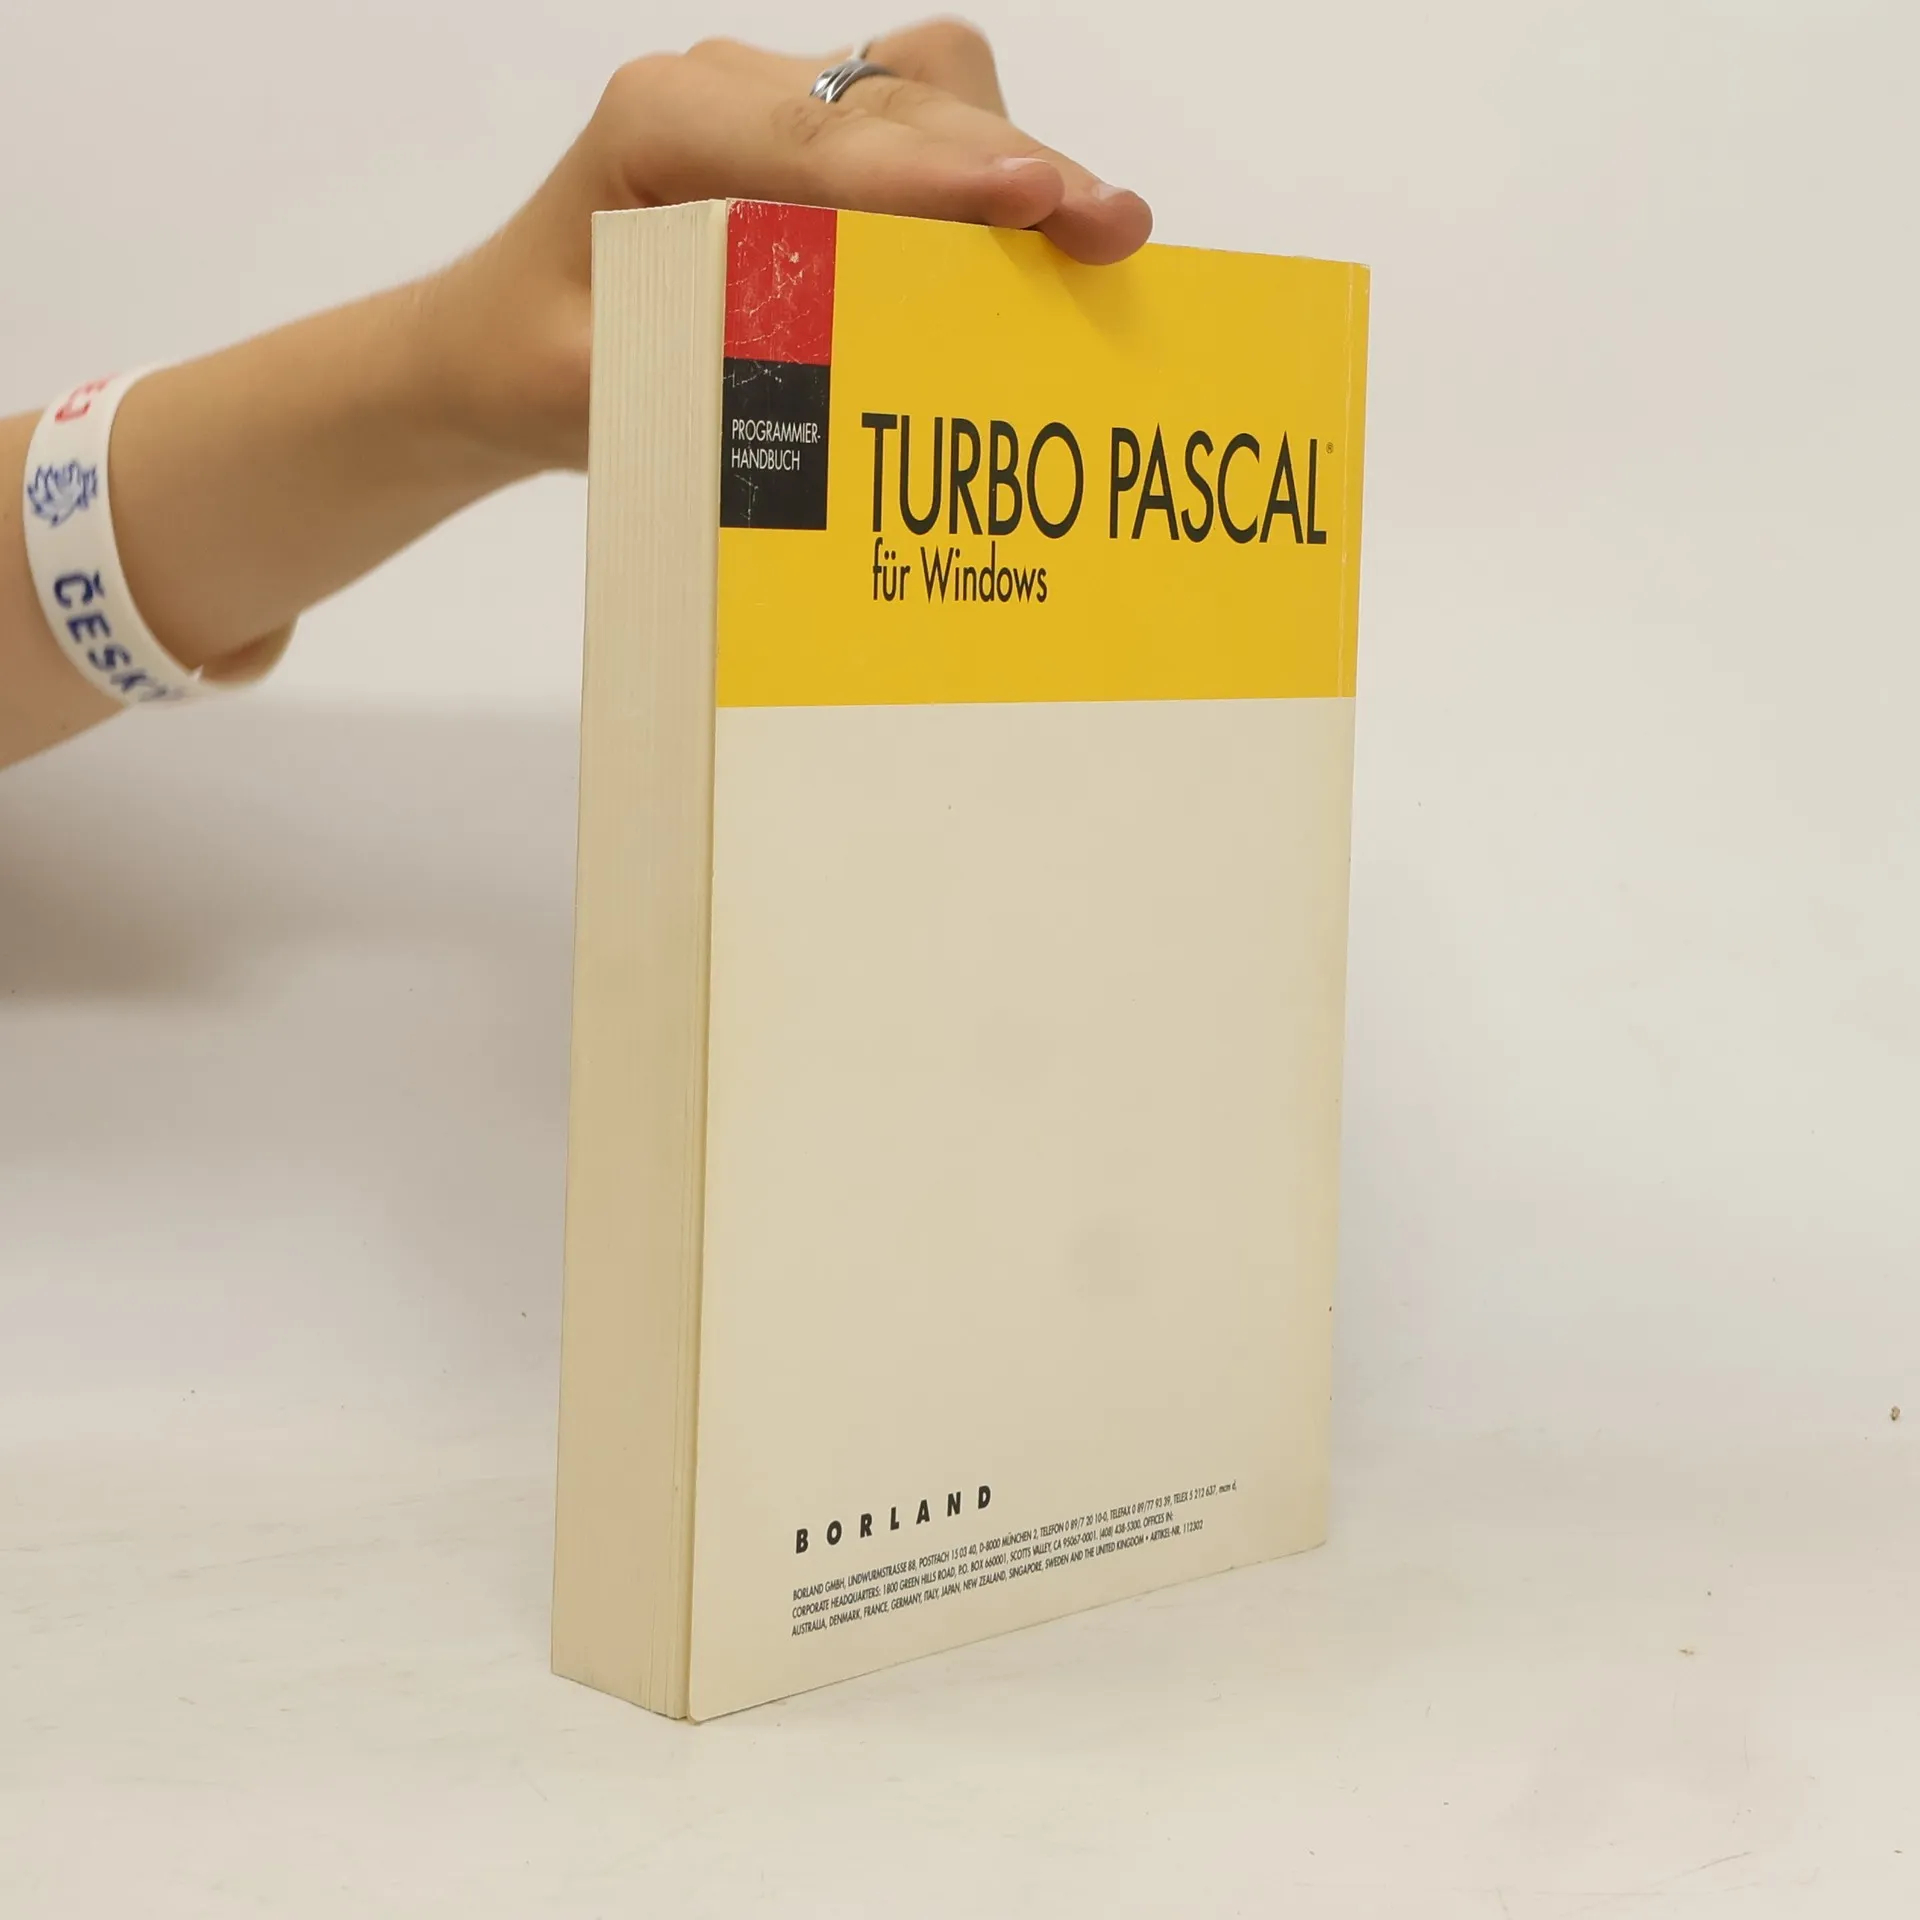 PROGRAMMIER-
HANDBUCH
TURBO PASCAL®
für Windows
ČESK
BORLAND
BORLAND GMBH, LINDWURMSTRASSE 88, POSTFACH 15 03 40, D-8000 MÜNCHEN 2, TELEFON 0 89/7 20 10-0, TELEFAX 0 89/77 93 39, TELEX 5 212 637, mcm d,
CORPORATE HEADQUARTERS: 1800 GREEN HILLS ROAD, P.O. BOX 660001, SCOTTS VALLEY, CA 95067-0001. (408) 438-5300. OFFICES IN:
AUSTRALIA, DENMARK, FRANCE, GERMANY, ITALY, JAPAN, NEW ZEALAND, SINGAPORE, SWEDEN AND THE UNITED KINGDOM • ARTIKEL-NR. 112302